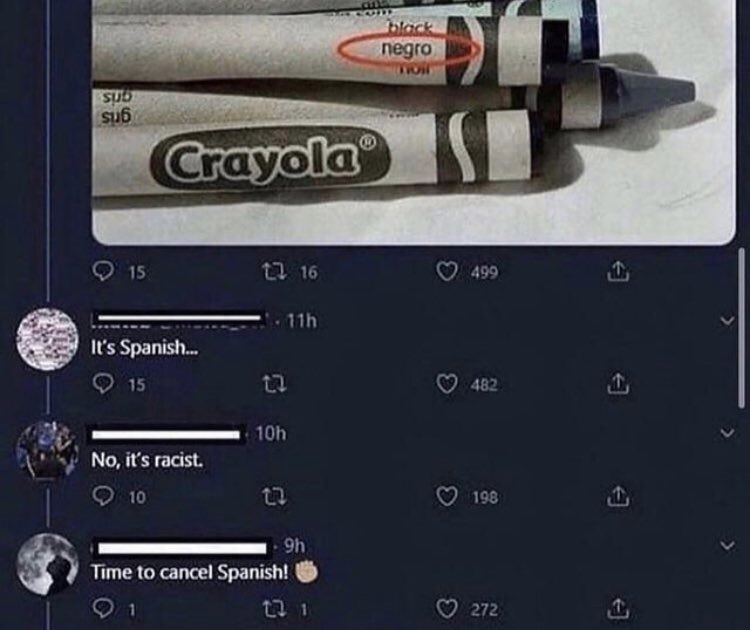 black
negro
noir
sub
sub
Crayola®
15 16 499
· 11h
It's Spanish...
15 482
10h
No, it's racist.
10 198
· 9h
Time to cancel Spanish! ✊🏼
1 1 272